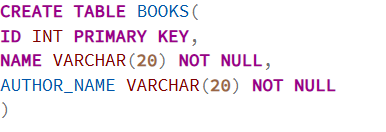 CREATE TABLE BOOKS(
ID INT PRIMARY KEY,
NAME VARCHAR(20) NOT NULL,
AUTHOR_NAME VARCHAR(20) NOT NULL
)